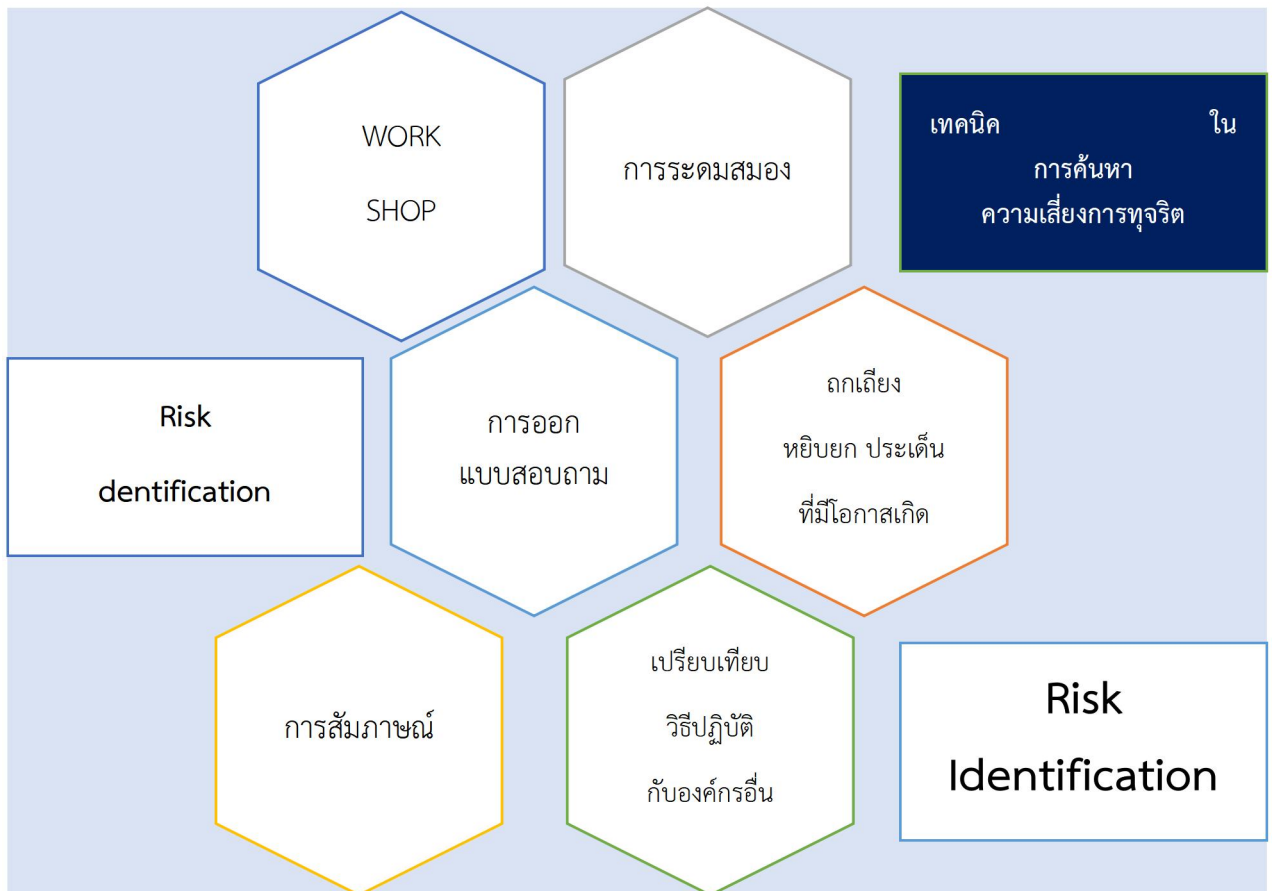 WORK
SHOP
การระดมสมอง
เทคนิค ใน
การค้นหา
ความเสี่ยงการทุจริต
Risk
dentification
การออก
แบบสอบถาม
ถกเถียง
หยิบยก ประเด็น
ที่มีโอกาสเกิด
การสัมภาษณ์
เปรียบเทียบ
วิธีปฏิบัติ
กับองค์กรอื่น
Risk
Identification